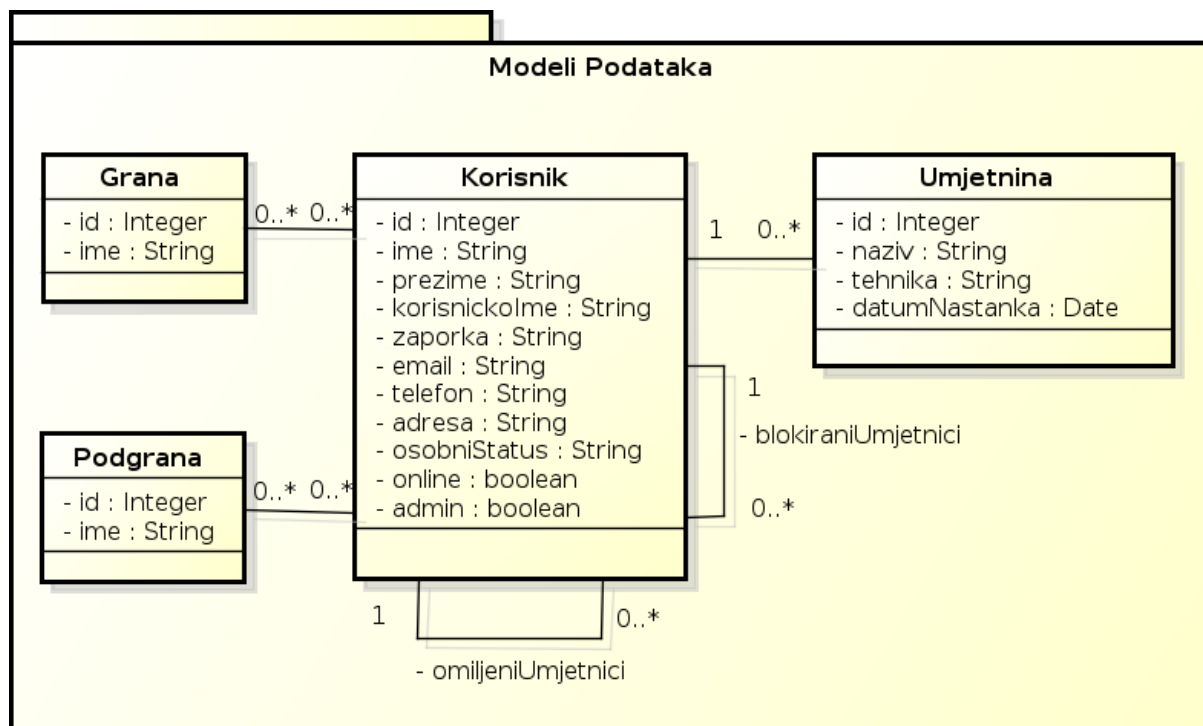 Modeli Podataka
Grana
- id : Integer
- ime : String
0..* 0..*
Korisnik
- id : Integer
- ime : String
- prezime : String
- korisnickoIme : String
- zaporka : String
- email : String
- telefon : String
- adresa : String
- osobniStatus : String
- online : boolean
- admin : boolean
1 0..*
Umjetnina
- id : Integer
- naziv : String
- tehnika : String
- datumNastanka : Date
1
- blokiraniUmjetnici
0..*
Podgrana
- id : Integer
- ime : String
0..* 0..*
1 0..*
- omiljeniUmjetnici